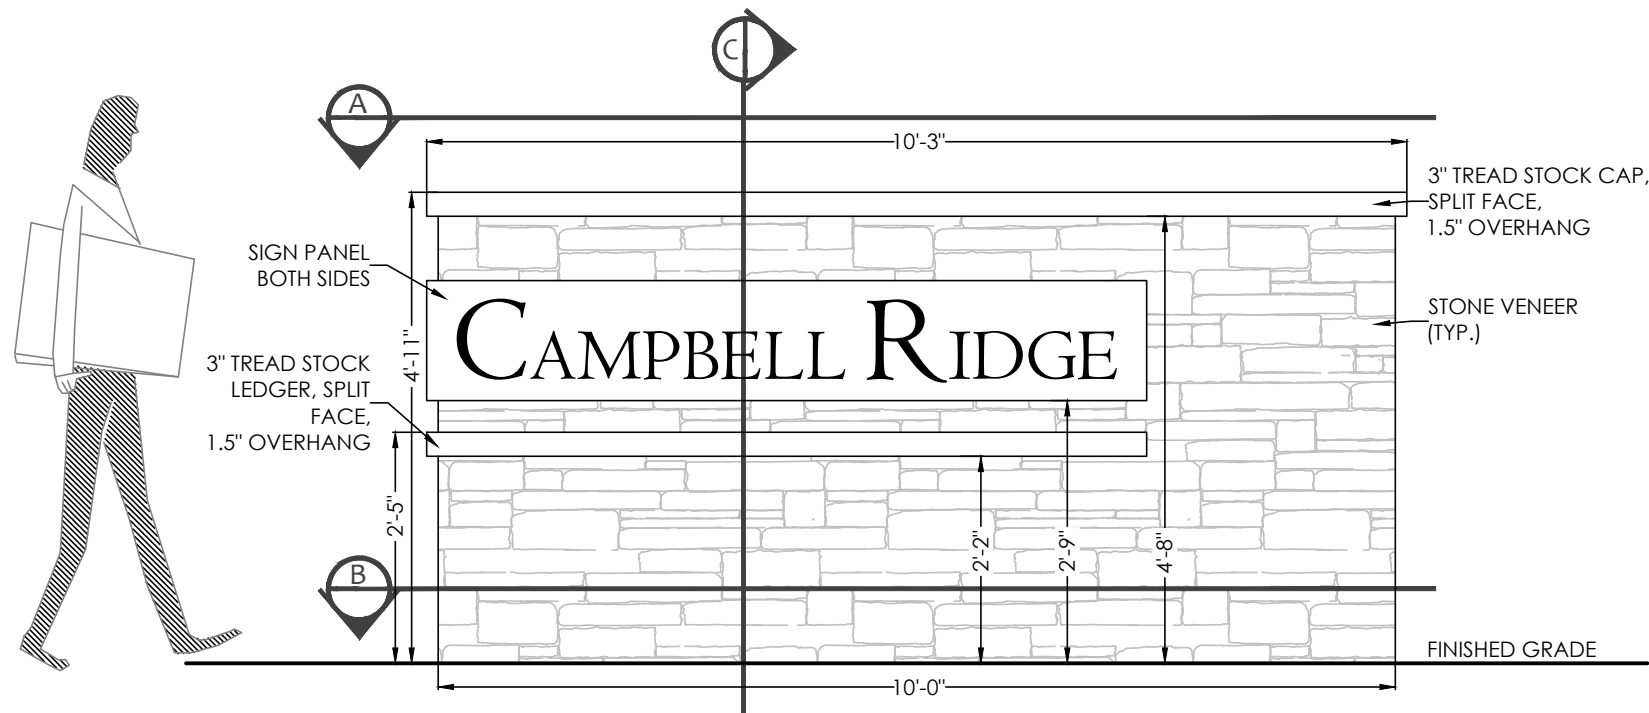 C
A
10'-3"
3" TREAD STOCK CAP,
SPLIT FACE,
1.5" OVERHANG
SIGN PANEL
BOTH SIDES
STONE VENEER
(TYP.)
CAMPBELL RIDGE
4'-11"
3" TREAD STOCK
LEDGER, SPLIT
FACE,
1.5" OVERHANG
2'-5"
2'-2"
2'-9"
4'-8"
B
FINISHED GRADE
10'-0"